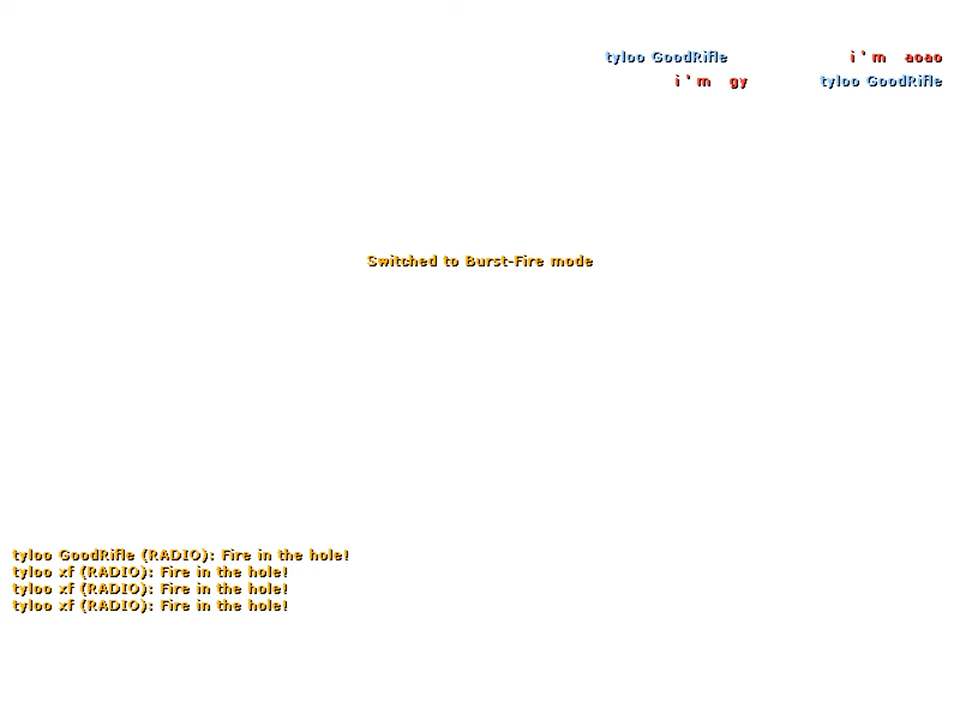 tyloo GoodRifle i ' m aoao
i ' m gy tyloo GoodRifle
Switched to Burst-Fire mode
tyloo GoodRifle (RADIO): Fire in the hole!
tyloo xf (RADIO): Fire in the hole!
tyloo xf (RADIO): Fire in the hole!
tyloo xf (RADIO): Fire in the hole!